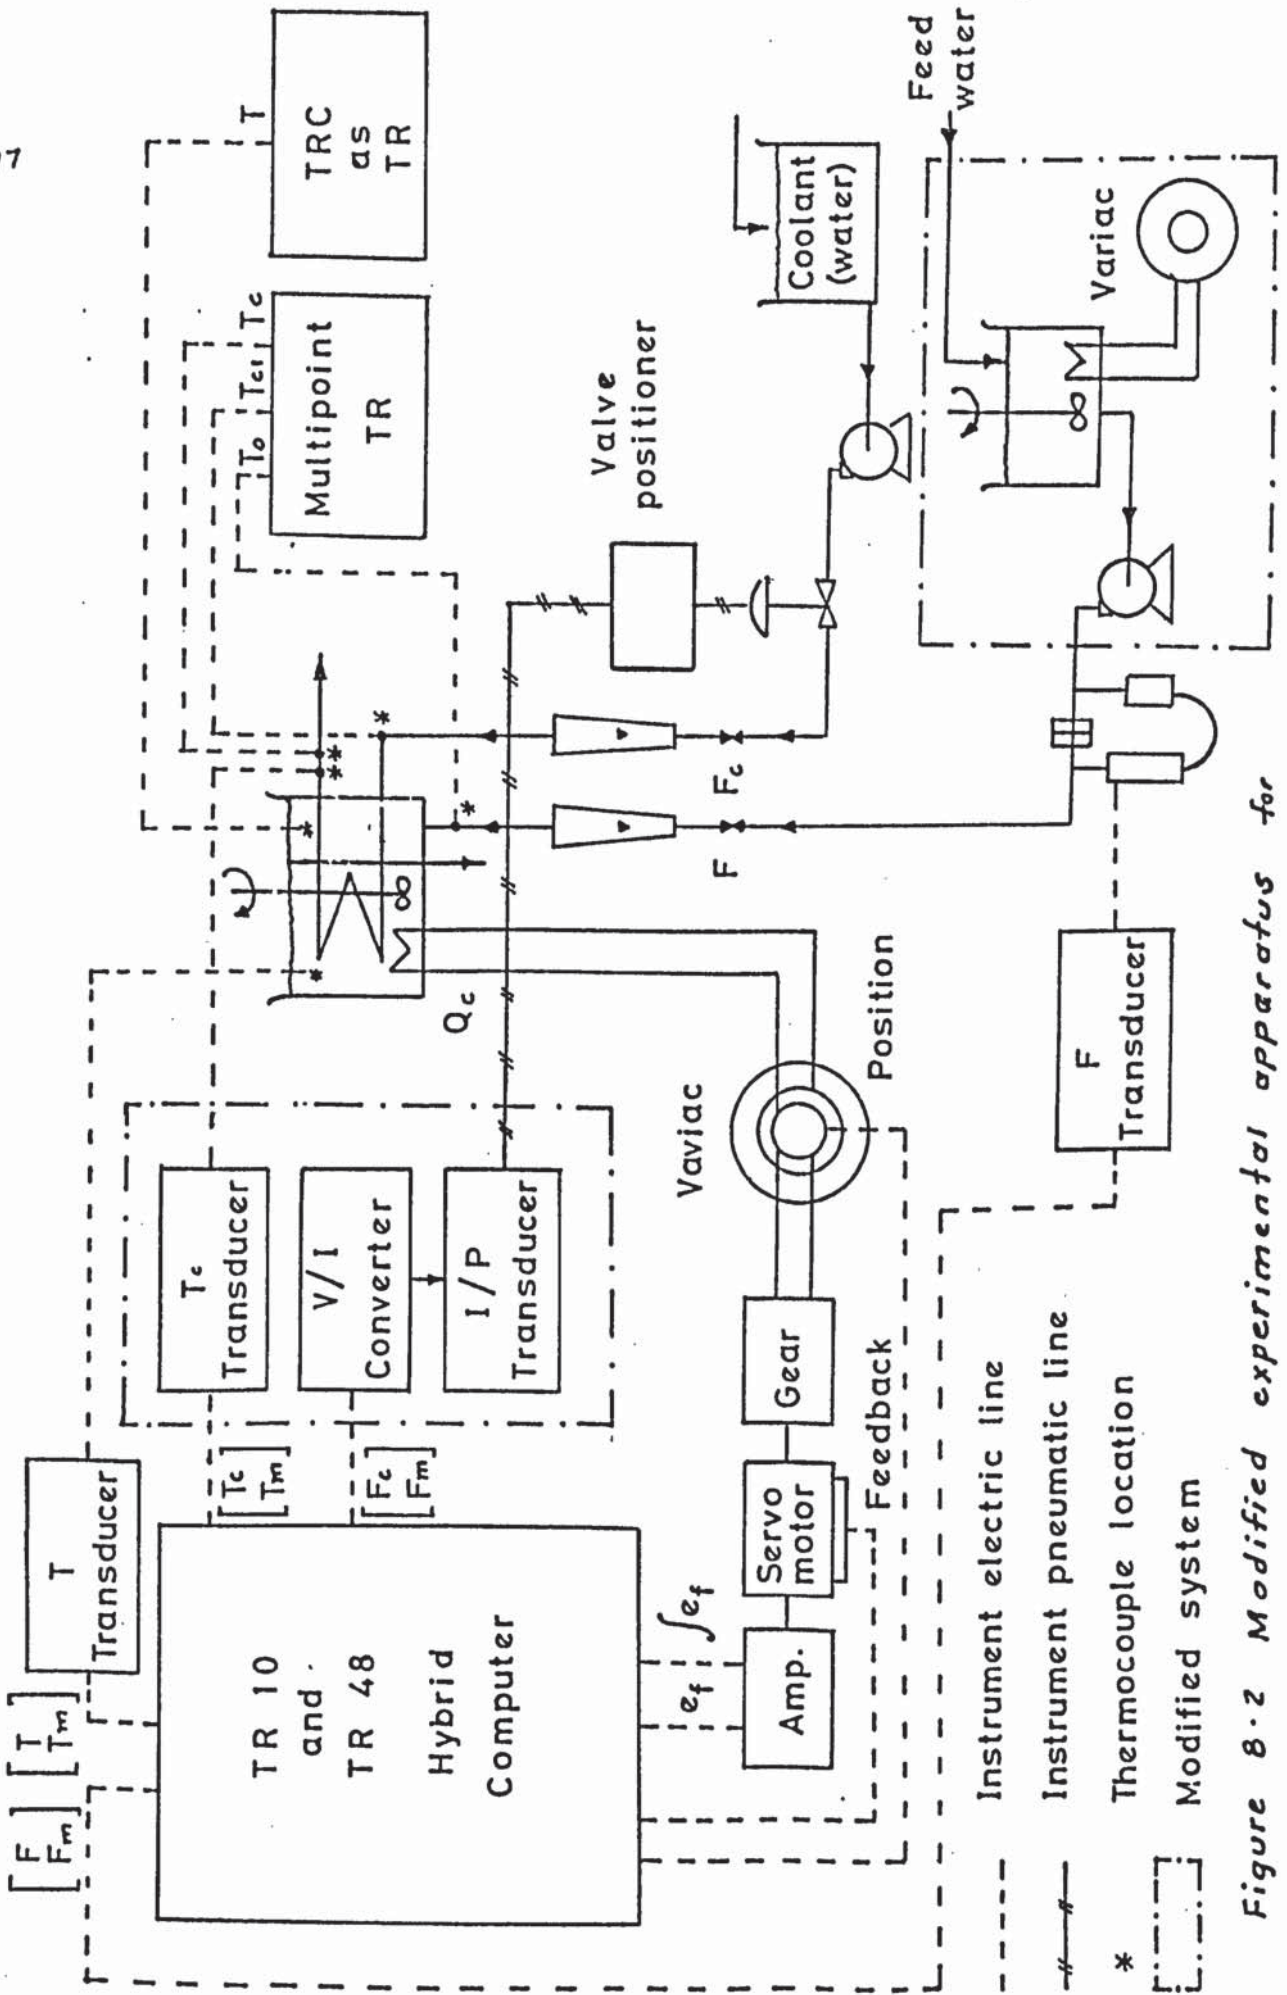 [F/Fm] [T/Tm]
T
Transducer
TR 10
and
TR 48
Hybrid
Computer
[Tc/Tm]
[Fc/Fm]
Tc
Transducer
V/I
Converter
I/P
Transducer
ef
∫ef
Amp.
Servo
motor
Feedback
Gear
Vaviac
Position
Qc
F
Fc
To
Tc1
Tc
T
Multipoint
TR
TRC
as
TR
Valve
positioner
Coolant
(water)
Feed
water
Variac
F
Transducer
Instrument electric line
Instrument pneumatic line
* Thermocouple location
Modified system
Figure 8.2 Modified experimental apparatus for